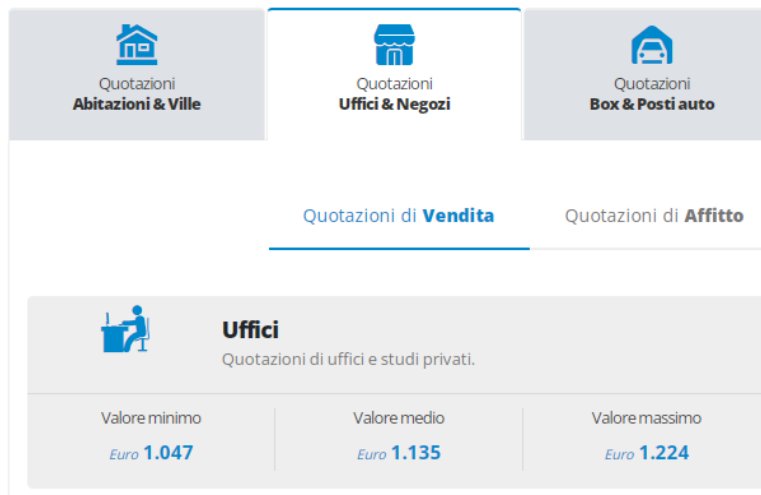 Quotazioni
Abitazioni & Ville
Quotazioni
Uffici & Negozi
Quotazioni
Box & Posti auto
Quotazioni di Vendita
Quotazioni di Affitto
Uffici
Quotazioni di uffici e studi privati.
Valore minimo
Euro 1.047
Valore medio
Euro 1.135
Valore massimo
Euro 1.224